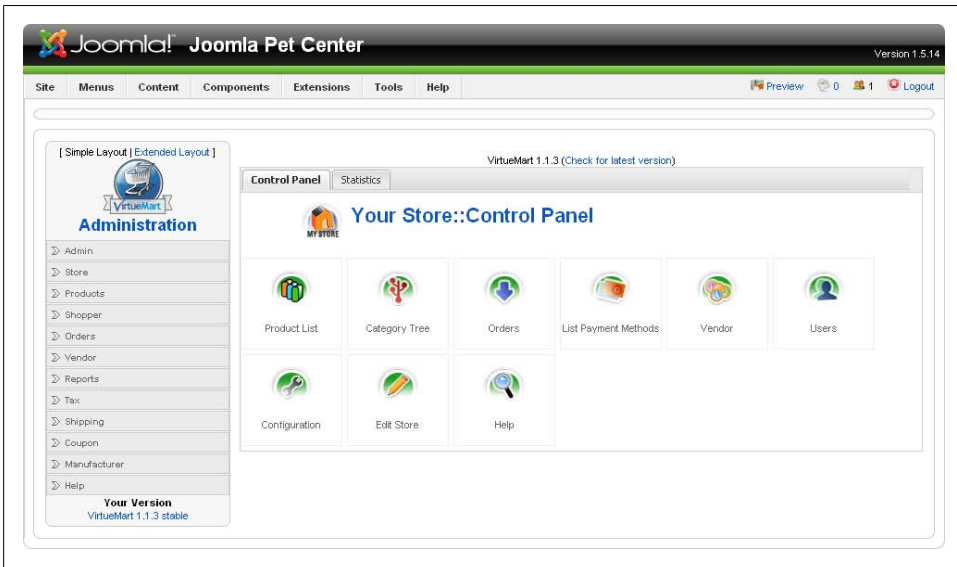 Joomla! Joomla Pet Center
Version 1.5.14
Site Menus Content Components Extensions Tools Help Preview 0 1 Logout
[ Simple Layout | Extended Layout ]
VirtueMart
Administration
Admin
Store
Products
Shopper
Orders
Vendor
Reports
Tax
Shipping
Coupon
Manufacturer
Help
Your Version
VirtueMart 1.1.3 stable
VirtueMart 1.1.3 (Check for latest version)
Control Panel Statistics
MY STORE
Your Store::Control Panel
Product List Category Tree Orders List Payment Methods Vendor Users
Configuration Edit Store Help